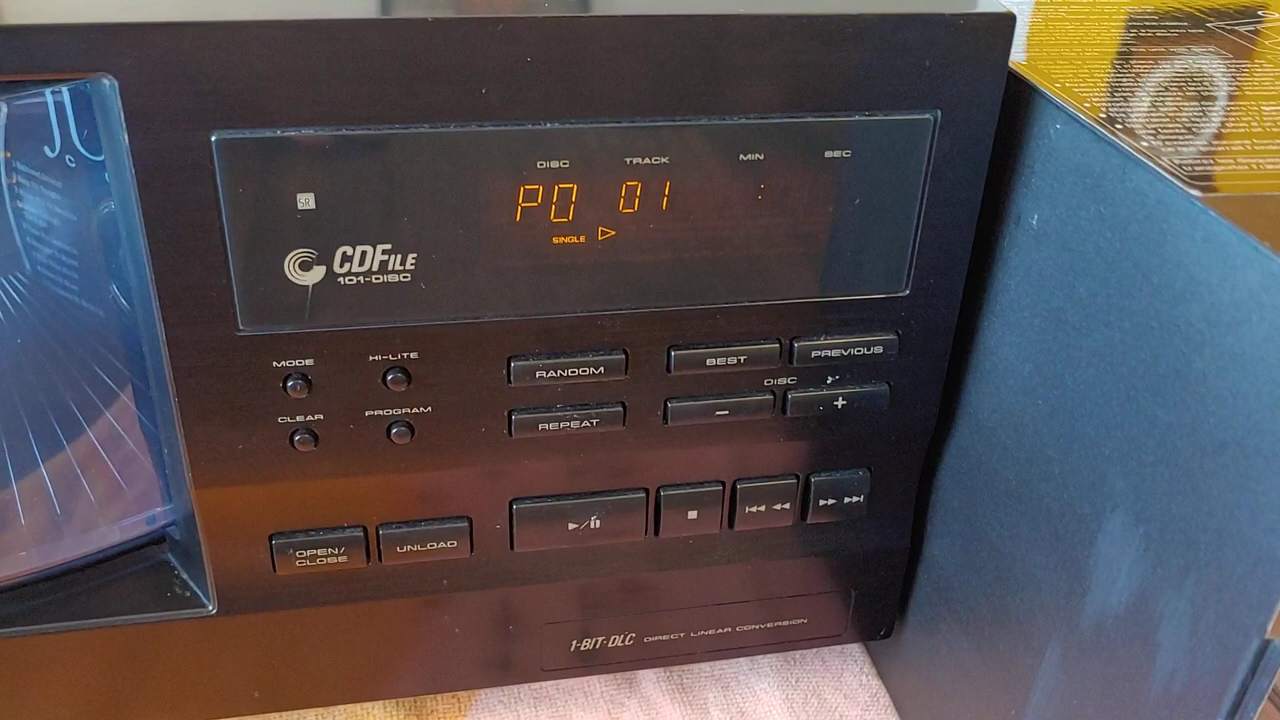 DISC TRACK MIN SEC
SR
P0 01 :
SINGLE
CDFILE
101-DISC
MODE HI-LITE
RANDOM BEST PREVIOUS
DISC
CLEAR PROGRAM
REPEAT - +
OPEN/
CLOSE UNLOAD
1-BIT·DLC DIRECT LINEAR CONVERSION